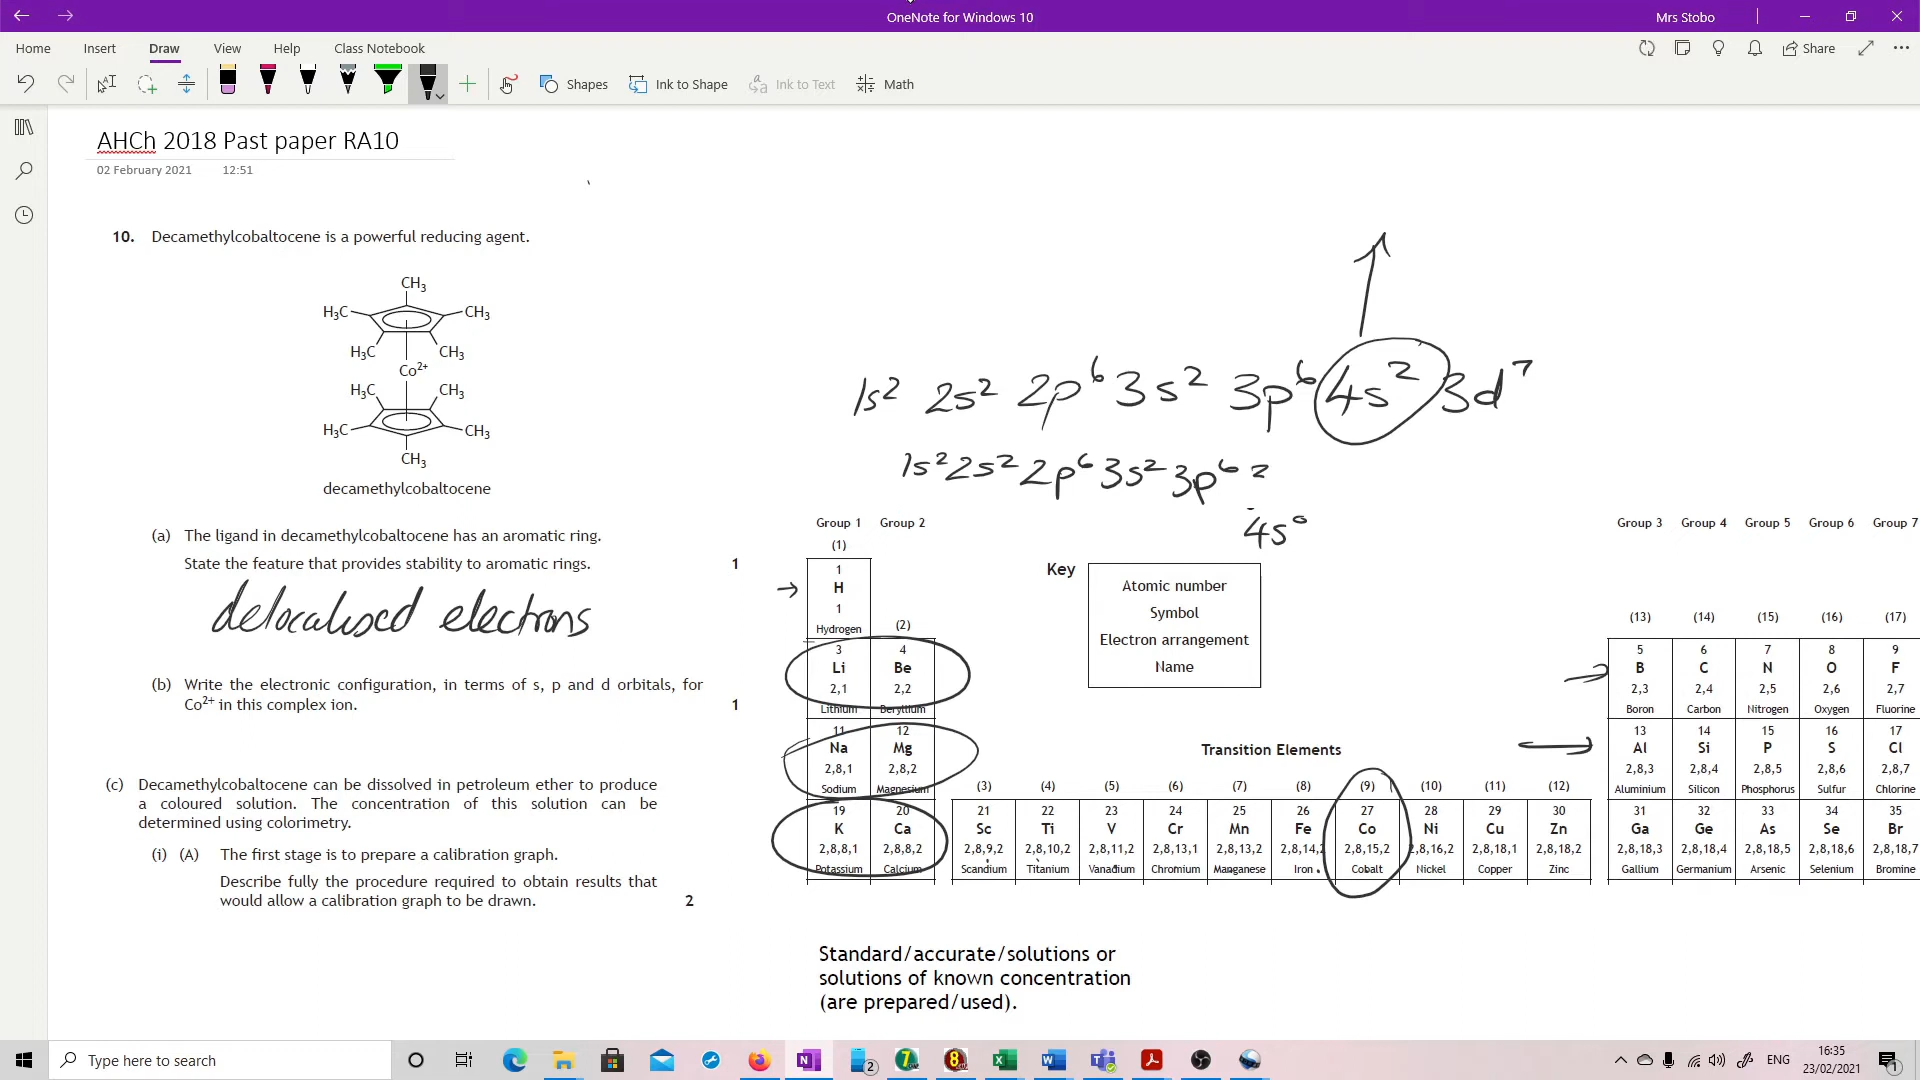 OneNote for Windows 10
Mrs Stobo
Home Insert Draw View Help Class Notebook
Share
Shapes Ink to Shape Ink to Text Math
AHCh 2018 Past paper RA10
02 February 2021 12:51
10. Decamethylcobaltocene is a powerful reducing agent.
CH3
H3C CH3
H3C CH3
Co2+
H3C CH3
H3C CH3
CH3
decamethylcobaltocene
(a) The ligand in decamethylcobaltocene has an aromatic ring.
State the feature that provides stability to aromatic rings. 1
delocalised electrons
(b) Write the electronic configuration, in terms of s, p and d orbitals, for
Co2+ in this complex ion. 1
(c) Decamethylcobaltocene can be dissolved in petroleum ether to produce
a coloured solution. The concentration of this solution can be
determined using colorimetry.
(i) (A) The first stage is to prepare a calibration graph.
Describe fully the procedure required to obtain results that
would allow a calibration graph to be drawn. 2
1s2 2s2 2p6 3s2 3p6 4s2 3d7
1s2 2s2 2p6 3s2 3p6
4s0
Group 1 Group 2
(1)
1
H
1
Hydrogen
(2)
3 4
Li Be
2,1 2,2
Lithium Beryllium
11 12
Na Mg
2,8,1 2,8,2
Sodium Magnesium
Key
Atomic number
Symbol
Electron arrangement
Name
Transition Elements
(3) (4) (5) (6) (7) (8) (9) (10) (11) (12)
19 20 21 22 23 24 25 26 27 28 29 30
K Ca Sc Ti V Cr Mn Fe Co Ni Cu Zn
2,8,8,1 2,8,8,2 2,8,9,2 2,8,10,2 2,8,11,2 2,8,13,1 2,8,13,2 2,8,14,2 2,8,15,2 2,8,16,2 2,8,18,1 2,8,18,2
Potassium Calcium Scandium Titanium Vanadium Chromium Manganese Iron Cobalt Nickel Copper Zinc
Group 3 Group 4 Group 5 Group 6 Group 7
(13) (14) (15) (16) (17)
5 6 7 8 9
B C N O F
2,3 2,4 2,5 2,6 2,7
Boron Carbon Nitrogen Oxygen Fluorine
13 14 15 16 17
Al Si P S Cl
2,8,3 2,8,4 2,8,5 2,8,6 2,8,7
Aluminium Silicon Phosphorus Sulfur Chlorine
31 32 33 34 35
Ga Ge As Se Br
2,8,18,3 2,8,18,4 2,8,18,5 2,8,18,6 2,8,18,7
Gallium Germanium Arsenic Selenium Bromine
Standard/accurate/solutions or
solutions of known concentration
(are prepared/used).
Type here to search
ENG
16:35
23/02/2021